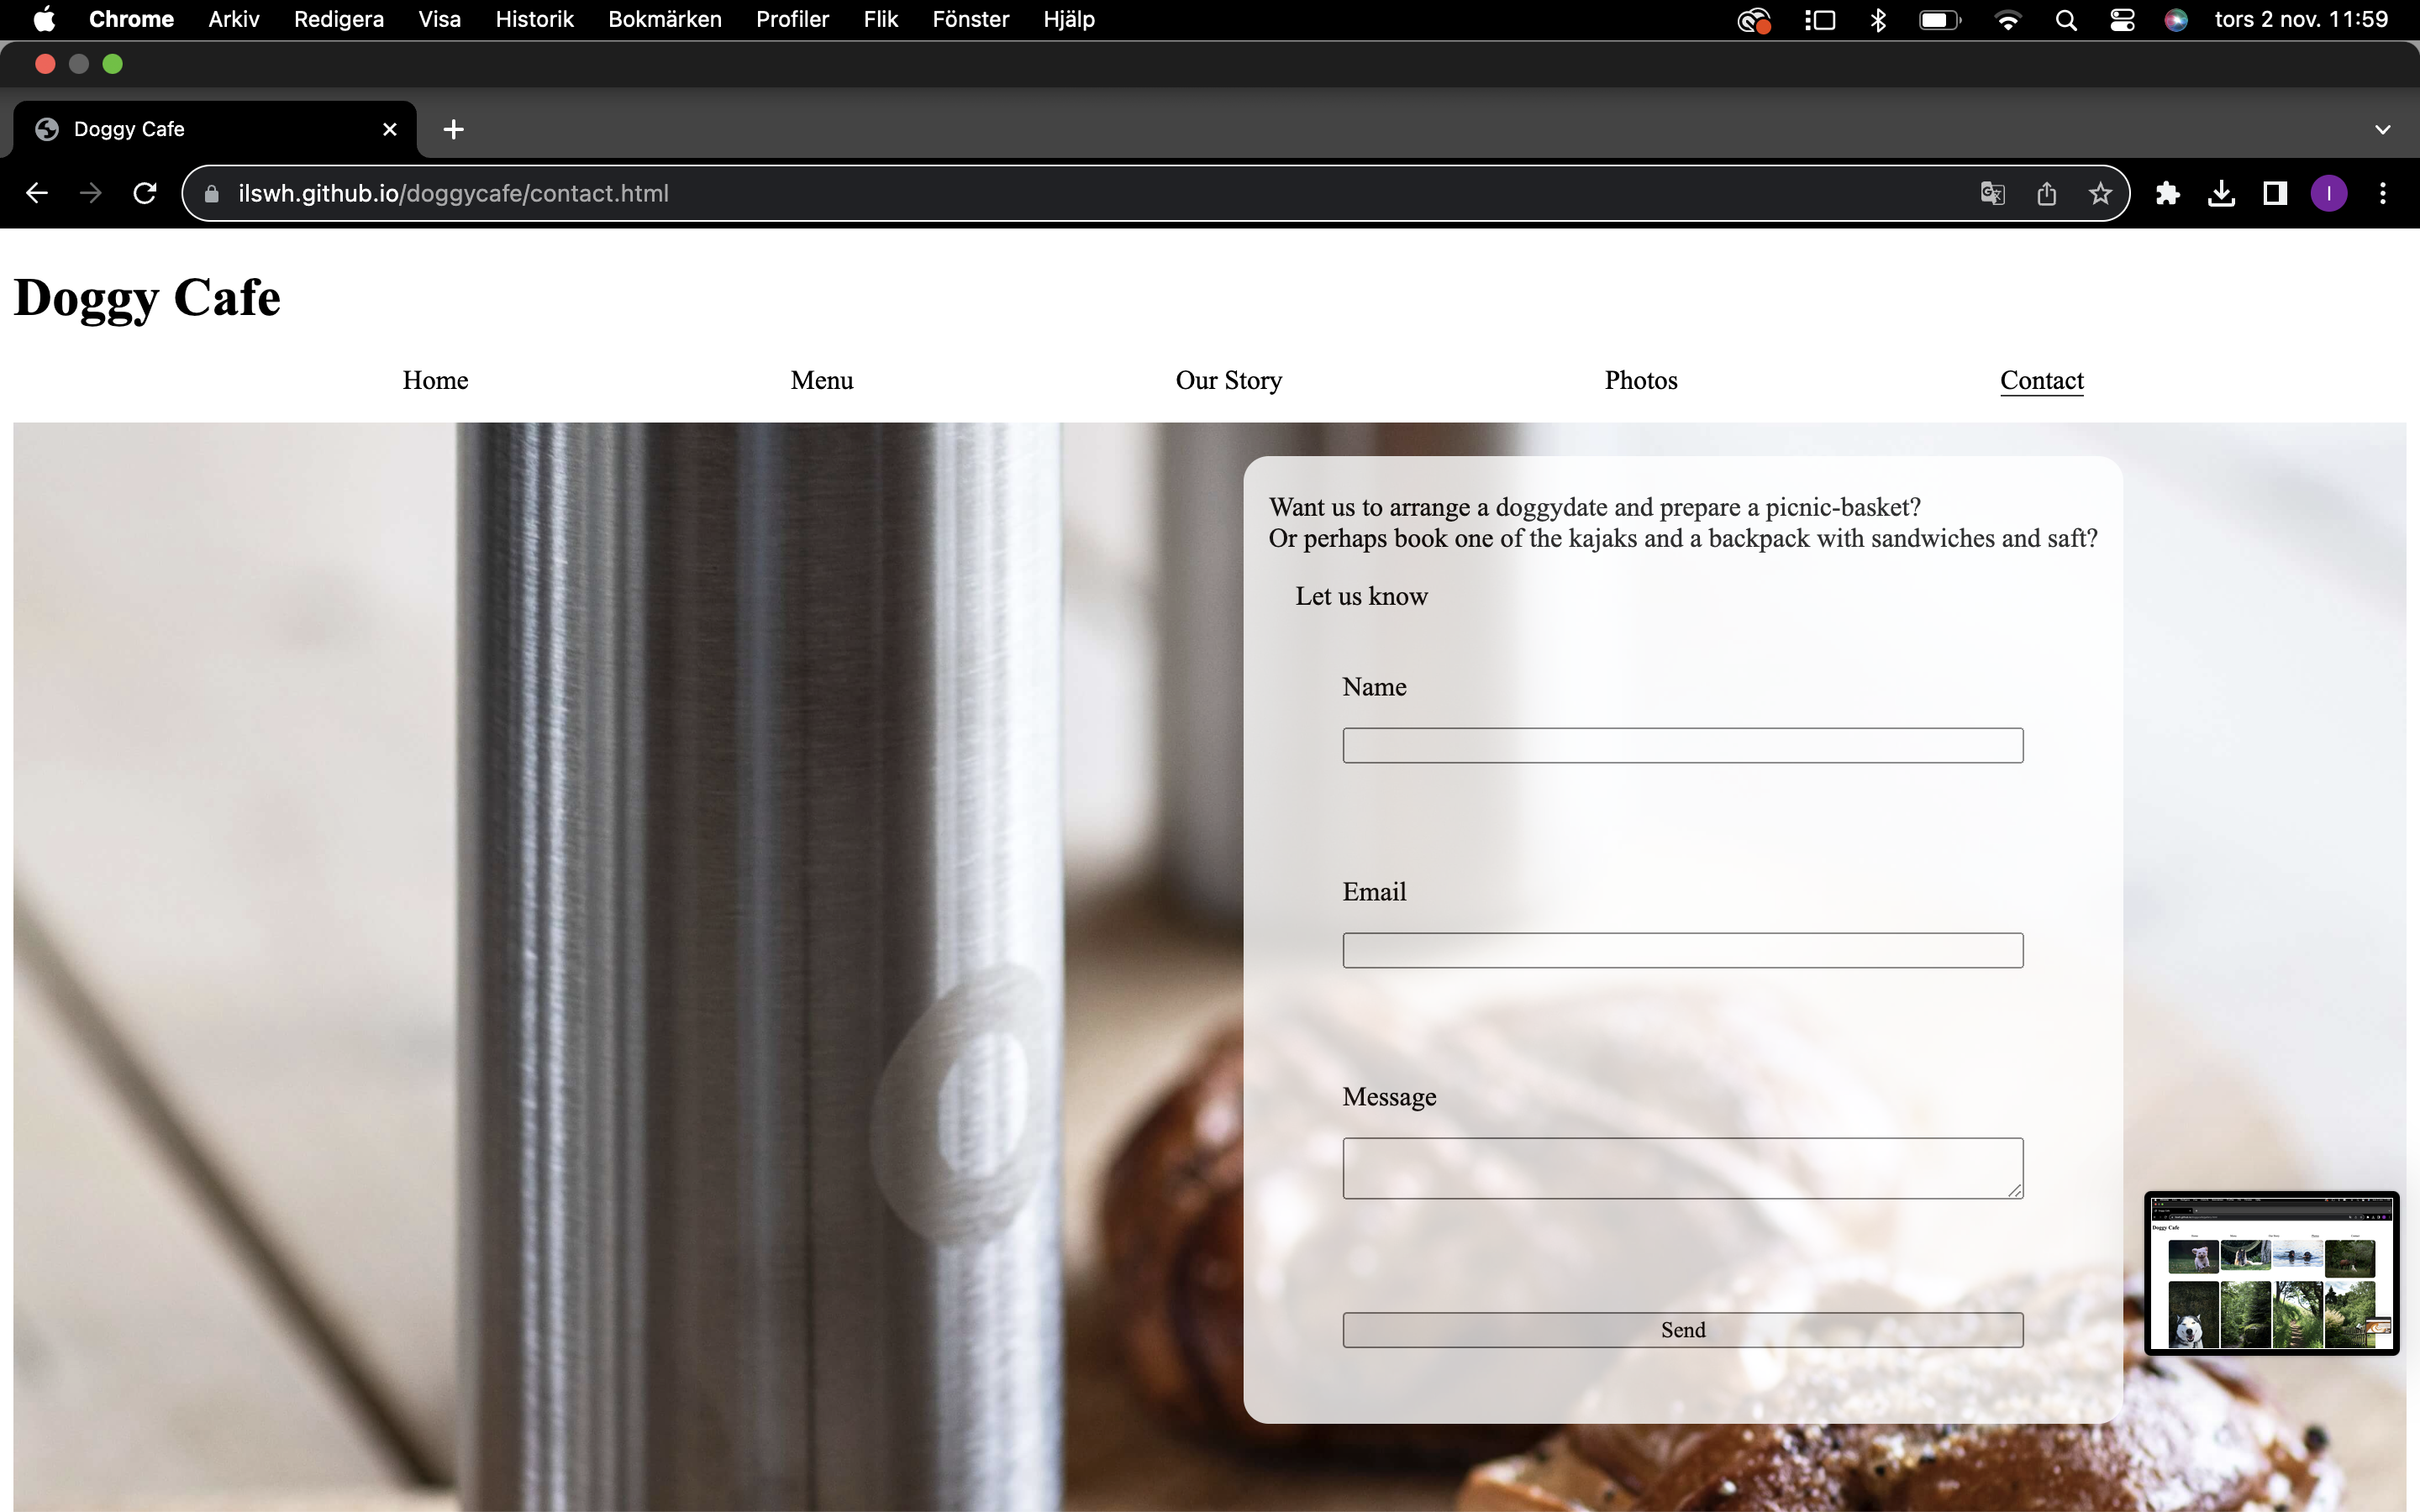 Chrome Arkiv Redigera Visa Historik Bokmärken Profiler Flik Fönster Hjälp tors 2 nov. 11:59
Doggy Cafe
ilswh.github.io/doggycafe/contact.html
I
Doggy Cafe
Home Menu Our Story Photos Contact
Want us to arrange a doggydate and prepare a picnic-basket?
Or perhaps book one of the kajaks and a backpack with sandwiches and saft?
Let us know
Name
Email
Message
Send
Doggy Cafe